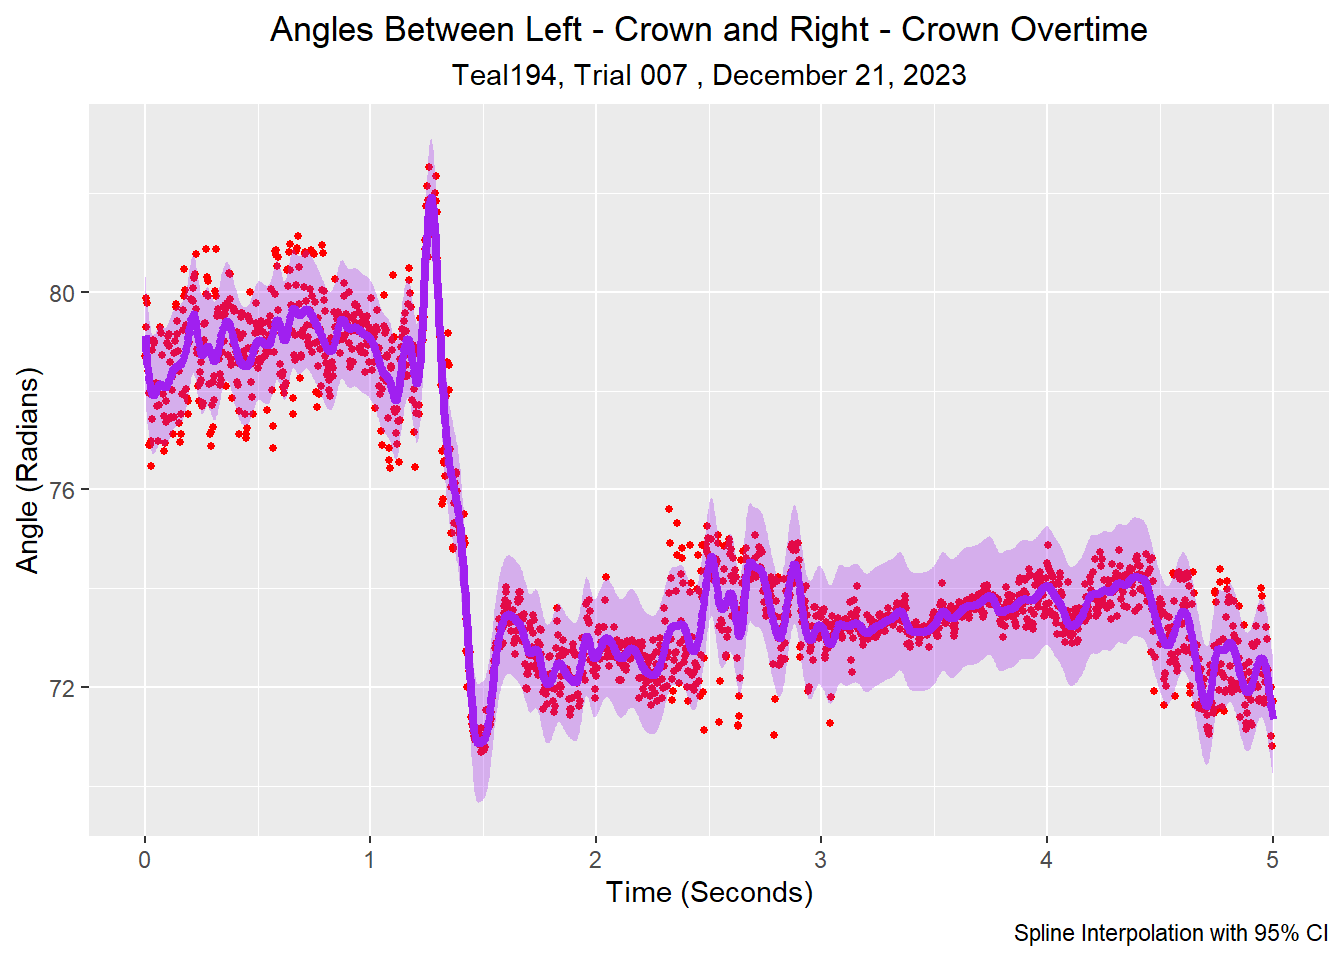 Angles Between Left - Crown and Right - Crown Overtime
Teal194, Trial 007 , December 21, 2023
Angle (Radians)
80
76
72
0 1 2 3 4 5
Time (Seconds)
Spline Interpolation with 95% CI